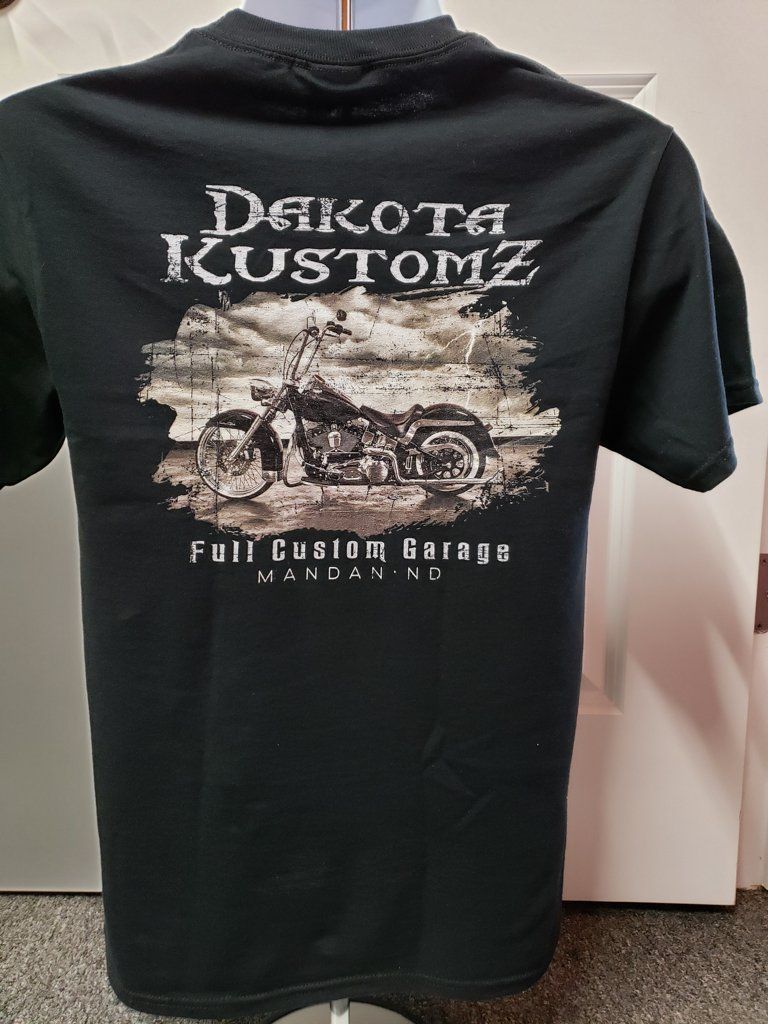 Dakota
Kustomz
Full Custom Garage
MANDAN·ND